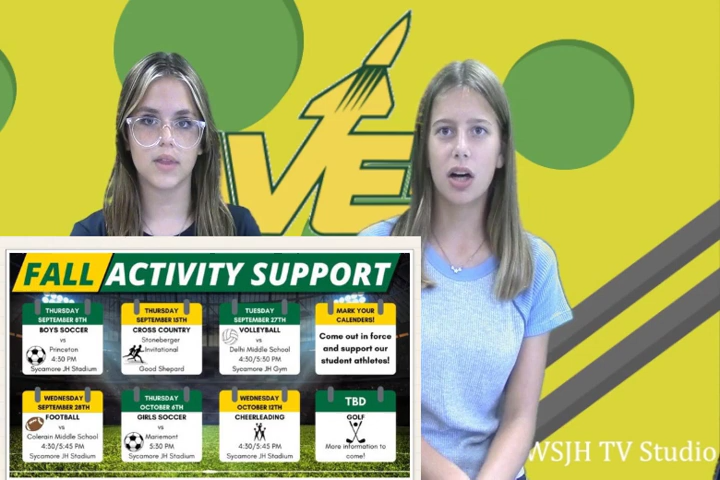 AVE
FALL ACTIVITY SUPPORT
THURSDAY
SEPTEMBER 8TH
BOYS SOCCER
vs
Princeton
4:30 PM
Sycamore JH Stadium
THURSDAY
SEPTEMBER 15TH
CROSS COUNTRY
Stoneberger
Invitational
Good Shepard
TUESDAY
SEPTEMBER 27TH
VOLLEYBALL
vs
Delhi Middle School
4:30/5:30 PM
Sycamore JH Gym
MARK YOUR
CALENDERS!
Come out in force
and support our
student athletes!
WEDNESDAY
SEPTEMBER 28TH
FOOTBALL
vs
Colerain Middle School
4:30/5:45 PM
Sycamore JH Stadium
THURSDAY
OCTOBER 6TH
GIRLS SOCCER
vs
Mariemont
5:30 PM
Sycamore JH Stadium
WEDNESDAY
OCTOBER 12TH
CHEERLEADING
4:30/5:45 PM
Sycamore JH Stadium
TBD
GOLF
More information to
come!
WSJH TV Studio